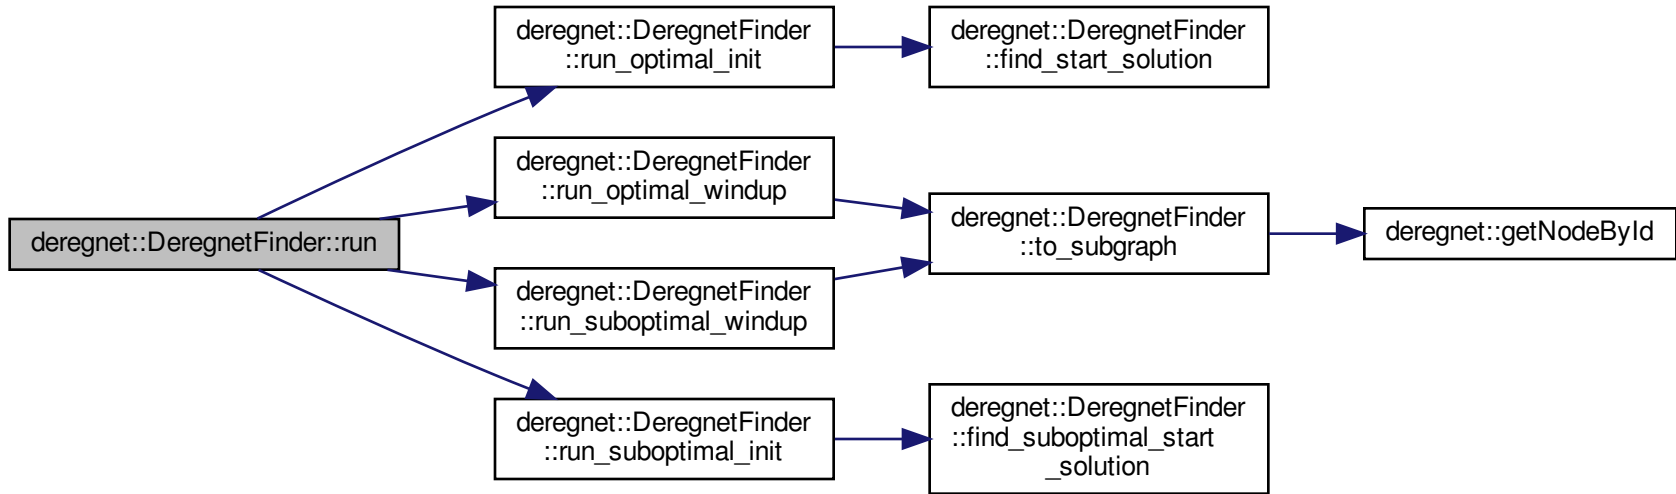 deregnet::DeregnetFinder::run
deregnet::DeregnetFinder
::run_optimal_init
deregnet::DeregnetFinder
::find_start_solution
deregnet::DeregnetFinder
::run_optimal_windup
deregnet::DeregnetFinder
::run_suboptimal_windup
deregnet::DeregnetFinder
::to_subgraph
deregnet::getNodeById
deregnet::DeregnetFinder
::run_suboptimal_init
deregnet::DeregnetFinder
::find_suboptimal_start
_solution